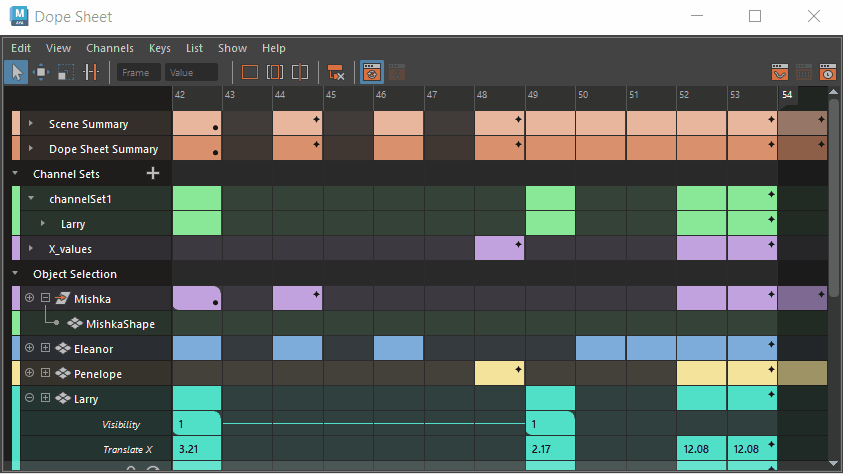 M
AYA
Dope Sheet
Edit View Channels Keys List Show Help
Frame Value
42 43 44 45 46 47 48 49 50 51 52 53 54
Scene Summary
Dope Sheet Summary
Channel Sets
channelSet1
Larry
X_values
Object Selection
Mishka
MishkaShape
Eleanor
Penelope
Larry
Visibility 1 1
Translate X 3.21 2.17 12.08 12.08